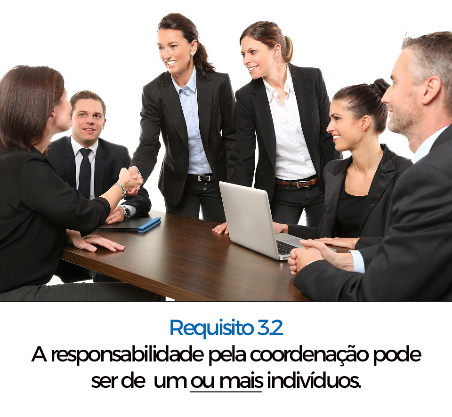 Requisito 3.2
A responsabilidade pela coordenação pode
ser de um ou mais indivíduos.